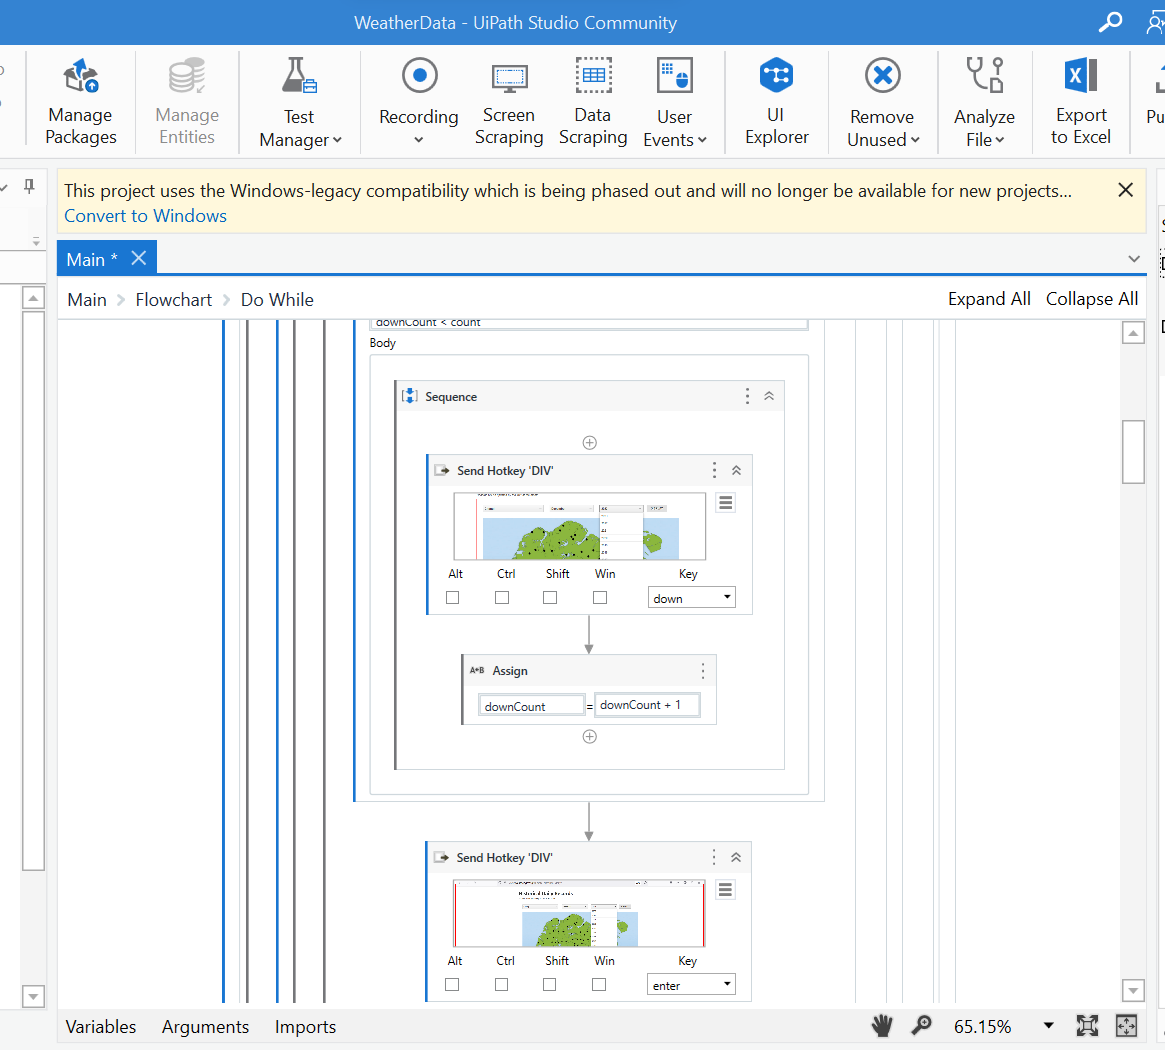 WeatherData - UiPath Studio Community
Manage Packages
Manage Entities
Test Manager
Recording
Screen Scraping
Data Scraping
User Events
UI Explorer
Remove Unused
Analyze File
Export to Excel
Pu
This project uses the Windows-legacy compatibility which is being phased out and will no longer be available for new projects...
Convert to Windows
Main *
Main > Flowchart > Do While
Expand All Collapse All
downCount < count
Body
Sequence
Send Hotkey 'DIV'
Alt Ctrl Shift Win Key
down
A*B Assign
downCount = downCount + 1
Send Hotkey 'DIV'
Historical Daily Records
Alt Ctrl Shift Win Key
enter
Variables Arguments Imports
65.15%